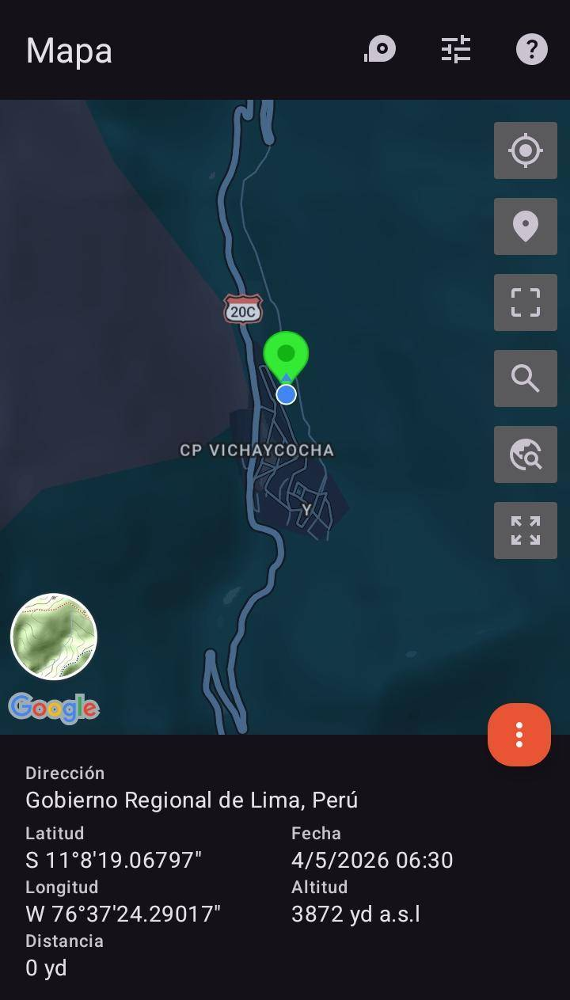 Mapa
20C
CP VICHAYCOCHA
Y
Google
Dirección
Gobierno Regional de Lima, Perú
Latitud
Fecha
S 11°8'19.06797"
4/5/2026 06:30
Longitud
Altitud
W 76°37'24.29017"
3872 yd a.s.l
Distancia
0 yd